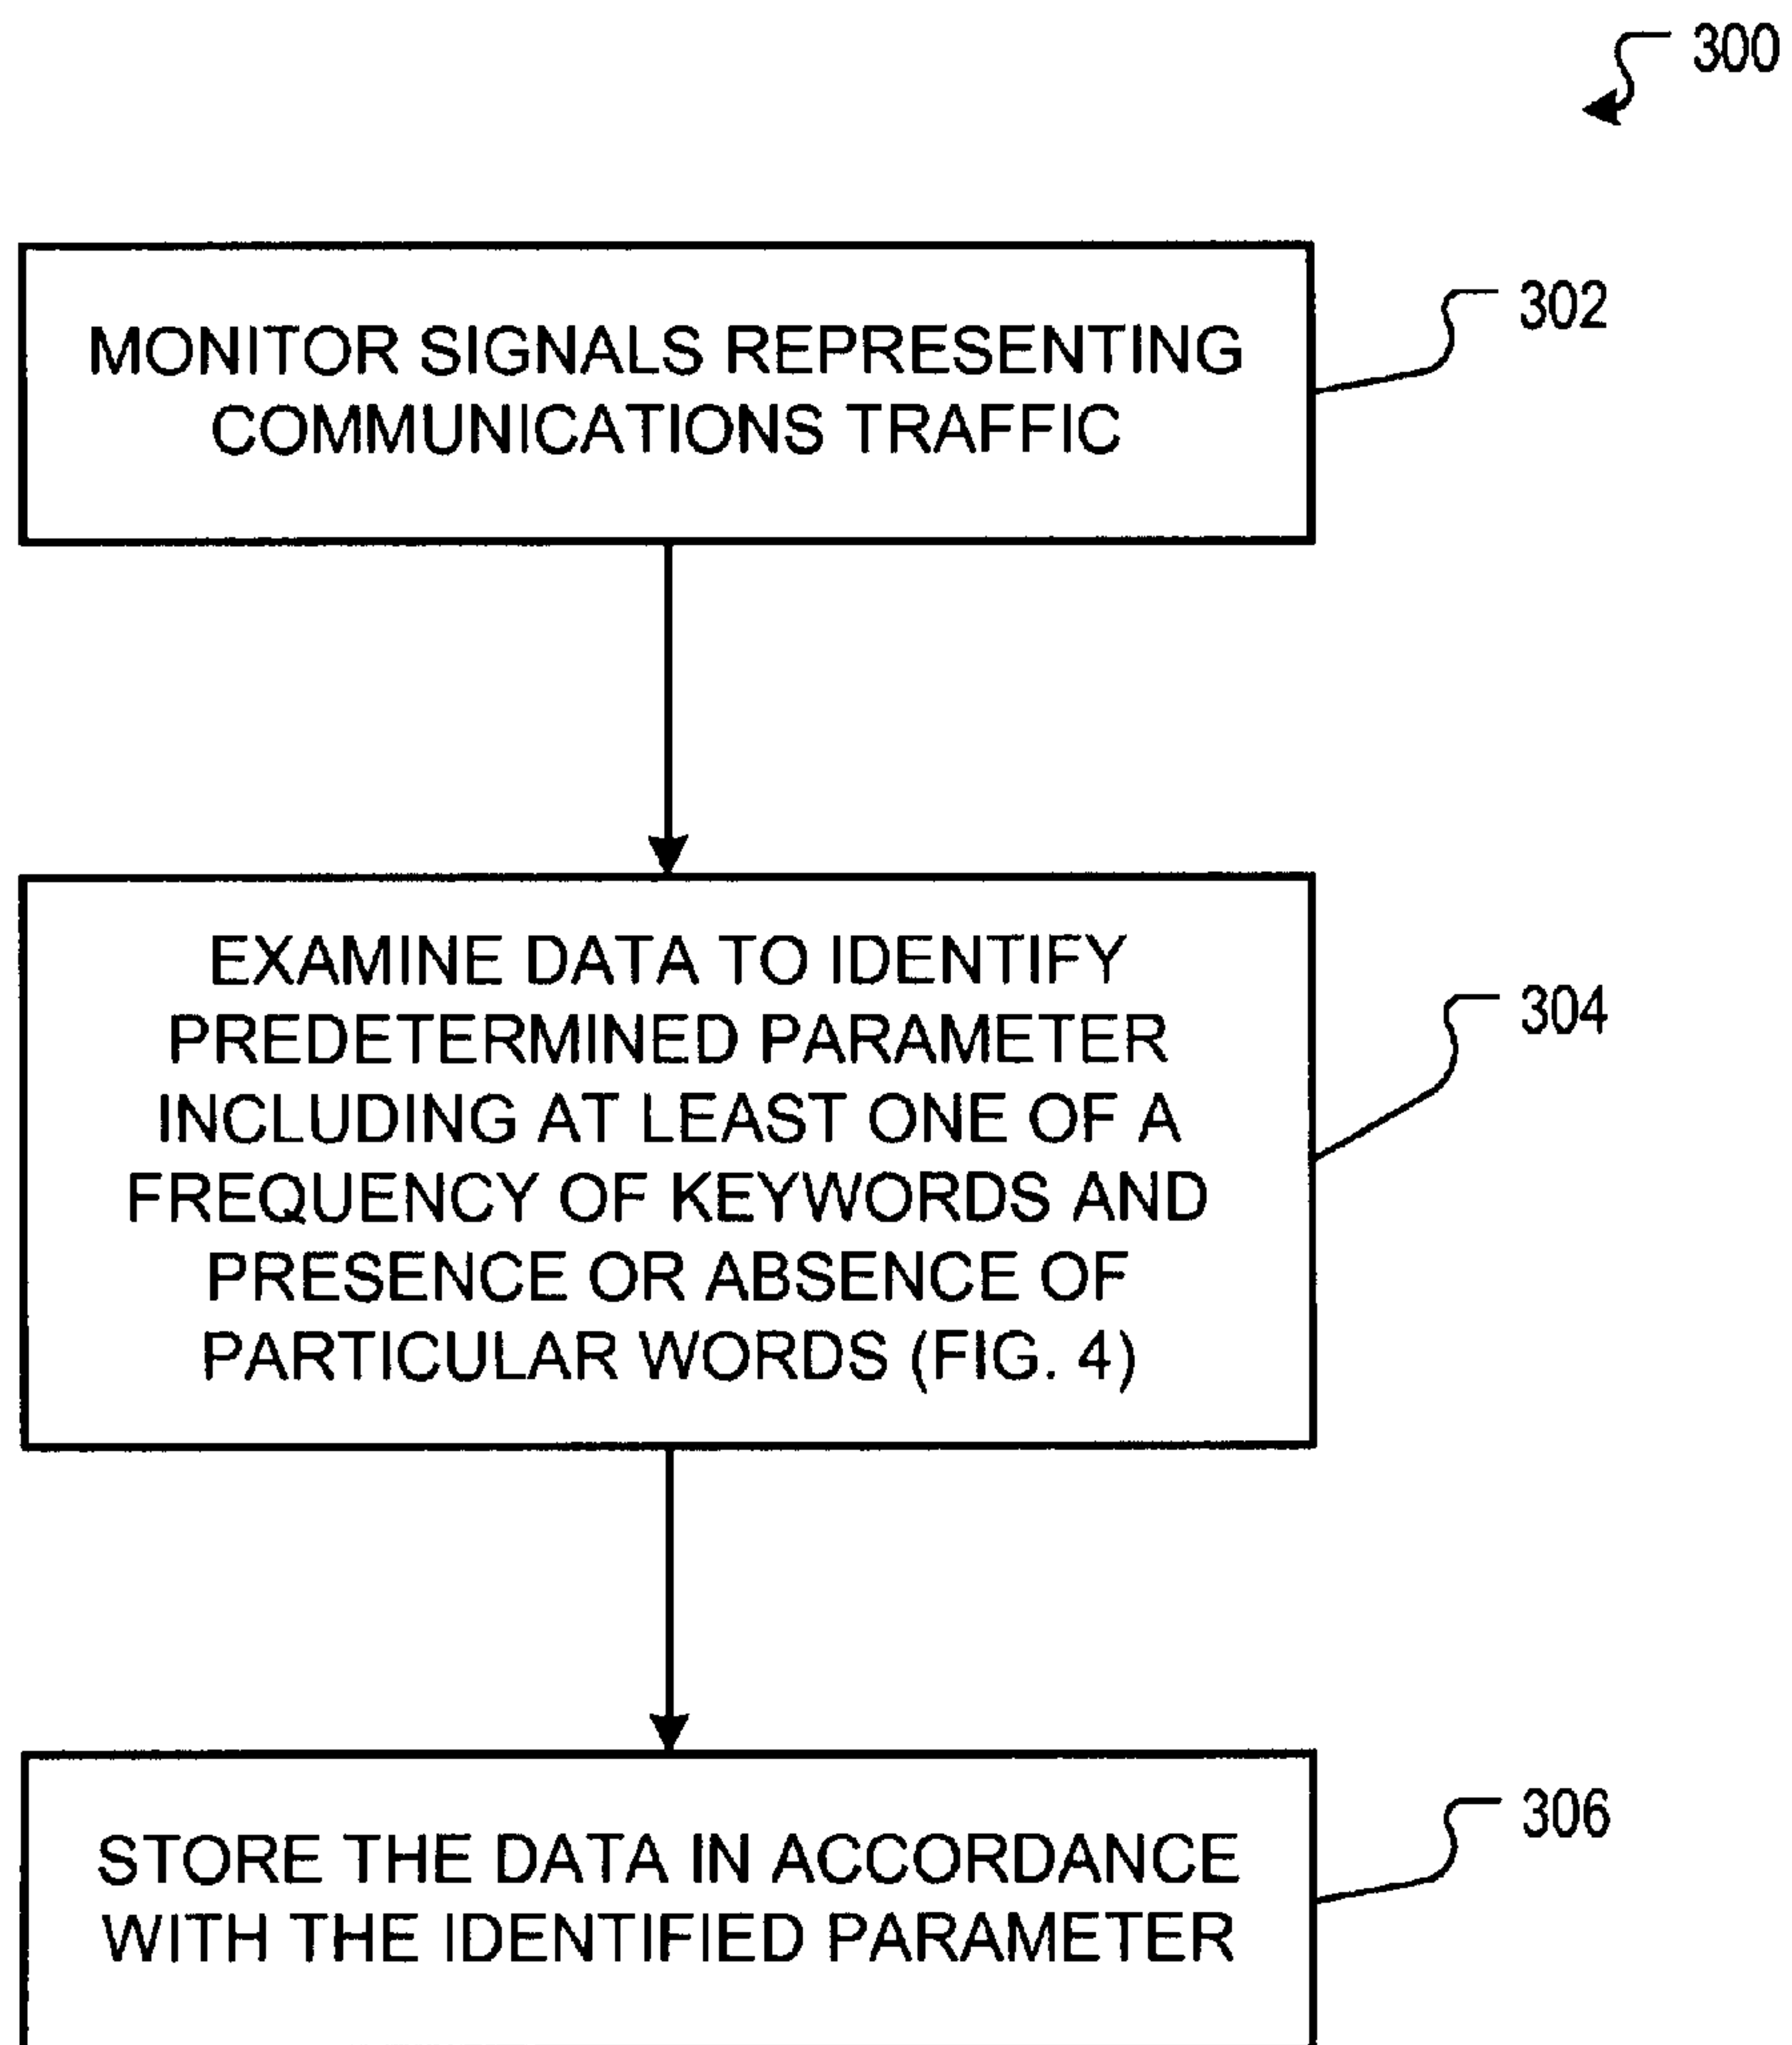 300
MONITOR SIGNALS REPRESENTING
COMMUNICATIONS TRAFFIC
302
EXAMINE DATA TO IDENTIFY
PREDETERMINED PARAMETER
INCLUDING AT LEAST ONE OF A
FREQUENCY OF KEYWORDS AND
PRESENCE OR ABSENCE OF
PARTICULAR WORDS (FIG. 4)
304
STORE THE DATA IN ACCORDANCE
WITH THE IDENTIFIED PARAMETER
306